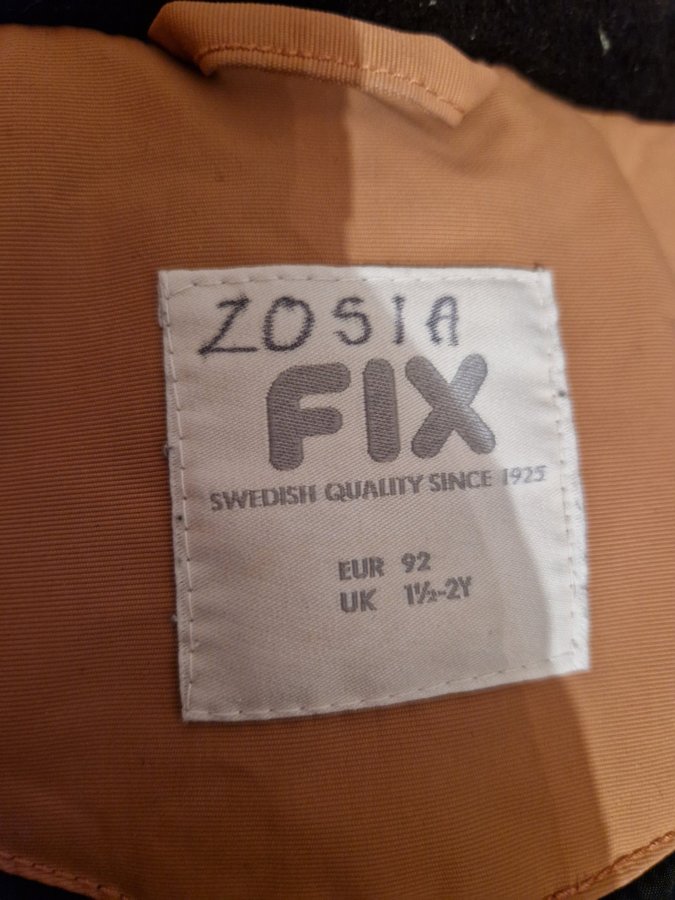 ZOSIA
FIX
SWEDISH QUALITY SINCE 1925
EUR 92
UK 1½-2Y